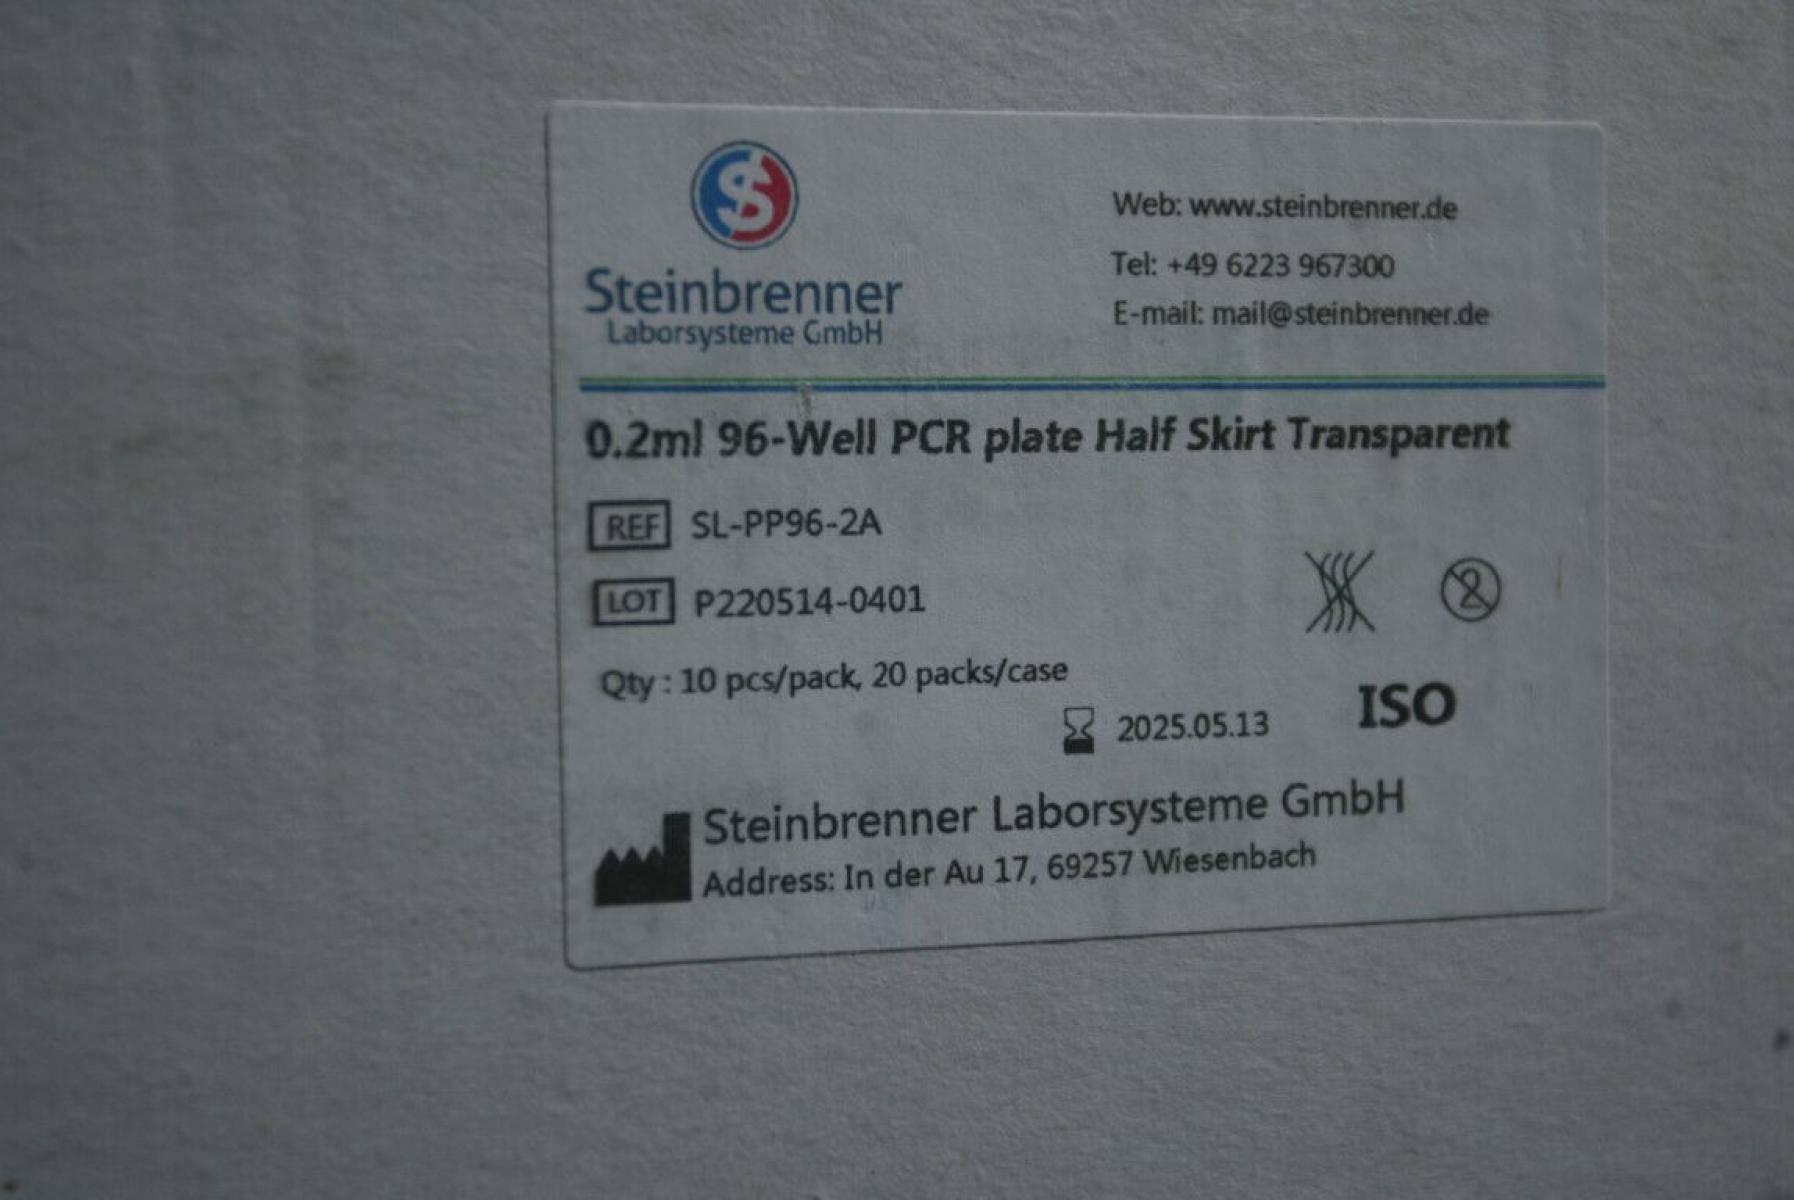 Steinbrenner
Laborsysteme GmbH
Web: www.steinbrenner.de
Tel: +49 6223 967300
E-mail: mail@steinbrenner.de
0.2ml 96-Well PCR plate Half Skirt Transparent
REF SL-PP96-2A
LOT P220514-0401
2
Qty : 10 pcs/pack, 20 packs/case
2025.05.13
ISO
Steinbrenner Laborsysteme GmbH
Address: In der Au 17, 69257 Wiesenbach